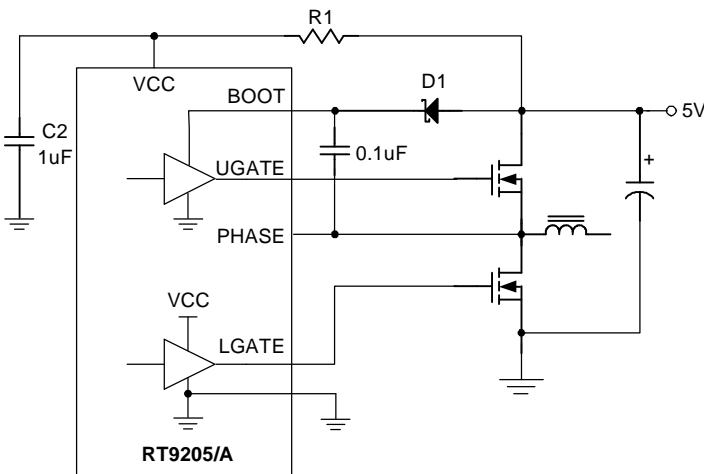 R1
VCC
BOOT
D1
5V
C2
1uF
0.1uF
+
UGATE
PHASE
VCC
LGATE
RT9205/A